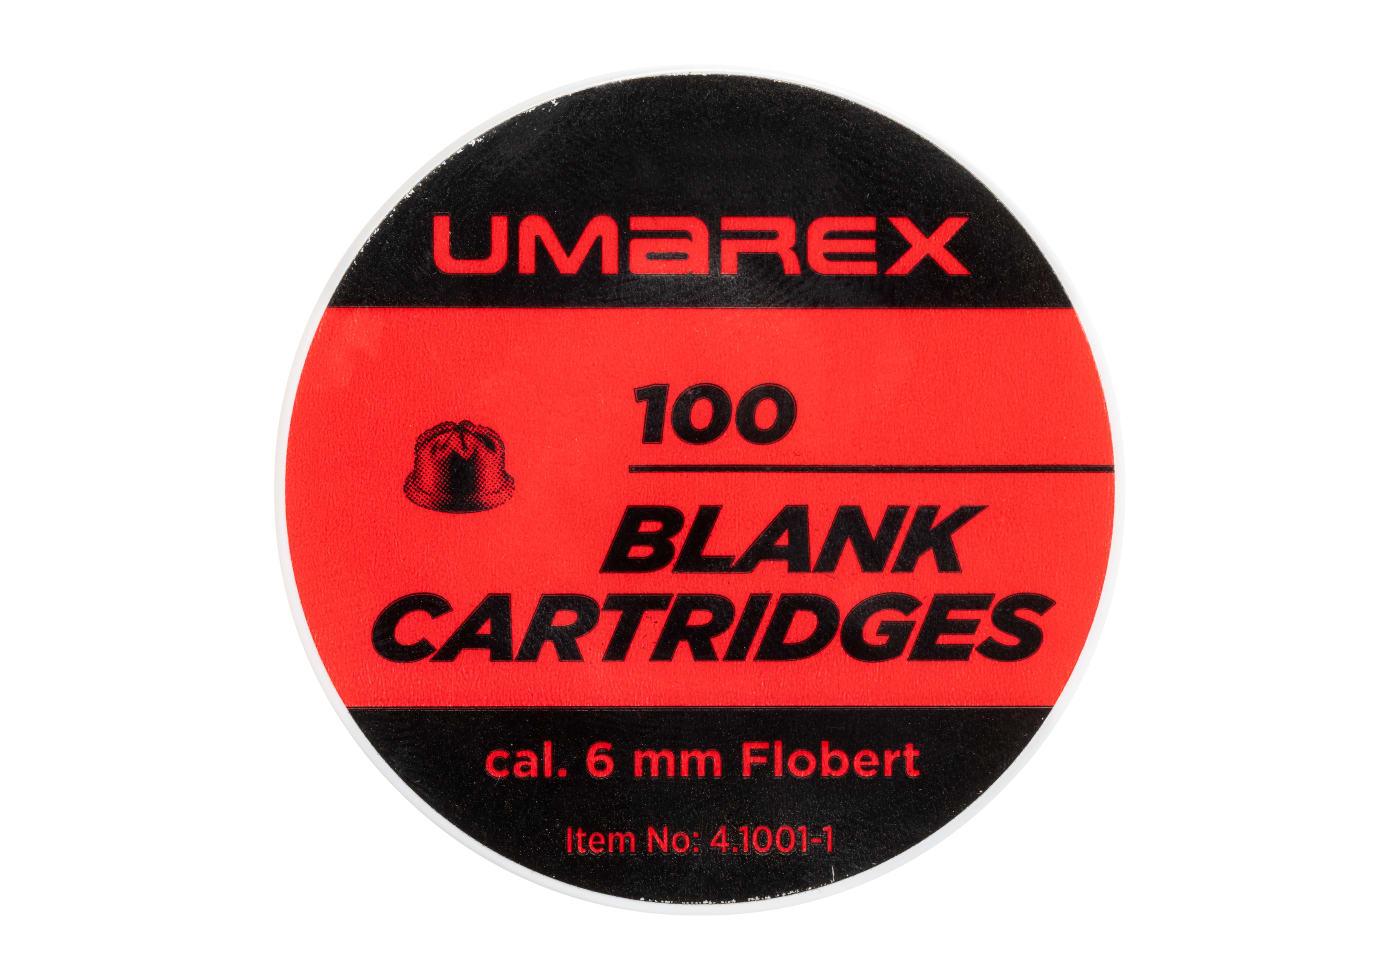 UMAREX
100
BLANK
CARTRIDGES
cal. 6 mm Flobert
Item No: 4.1001-1